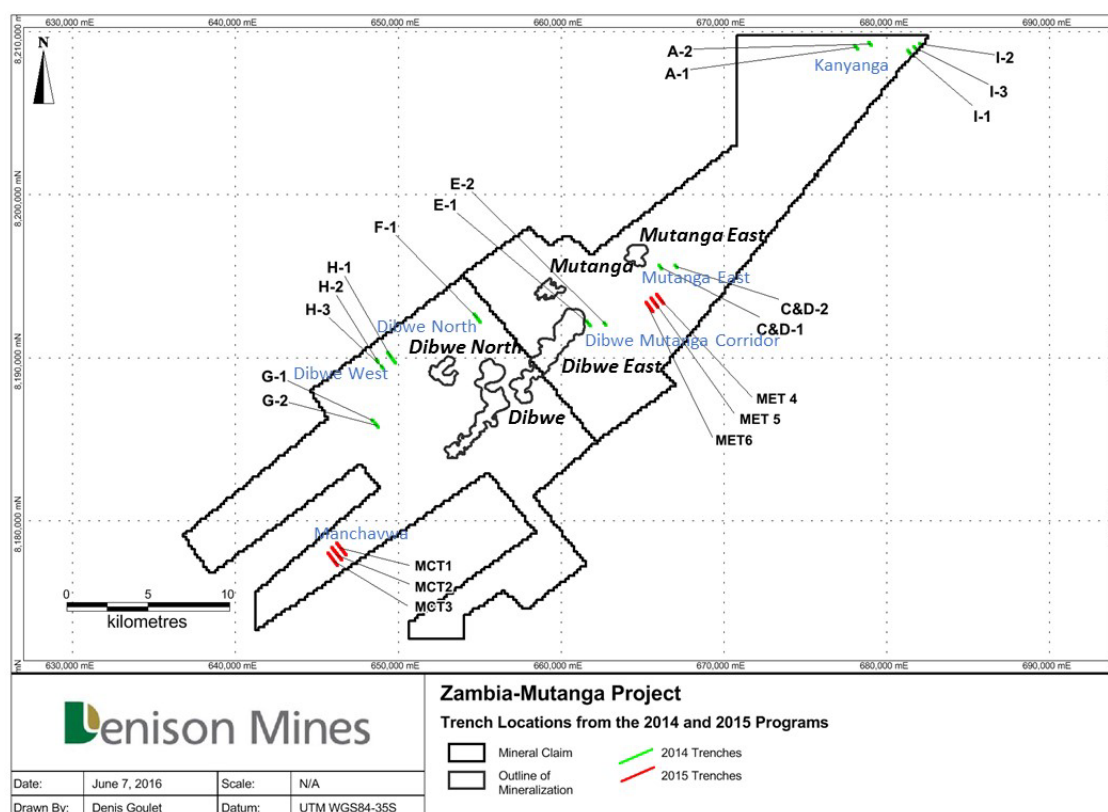 630,000 mE
640,000 mE
650,000 mE
660,000 mE
670,000 mE
680,000 mE
690,000 mE
N
8,200,000 mN
8,190,000 mN
8,180,000 mN
A-2
A-1
Kanyanga
I-2
I-3
I-1
E-2
E-1
F-1
H-1
H-2
H-3
G-1
G-2
Mutanga East
Mutanga
Mutanga East
C&D-2
C&D-1
Dibwe North
Dibwe Mutanga Corridor
Dibwe North
Dibwe East
Dibwe West
Dibwe
MET 4
MET 5
MET6
Manchavwa
MCT1
MCT2
MCT3
0 5 10
kilometres
630,000 mE
640,000 mE
650,000 mE
660,000 mE
670,000 mE
680,000 mE
690,000 mE
Denison Mines
Date: June 7, 2016 Scale: N/A
Drawn By: Denis Goulet Datum: UTM WGS84-35S
Zambia-Mutanga Project
Trench Locations from the 2014 and 2015 Programs
Mineral Claim
Outline of
Mineralization
2014 Trenches
2015 Trenches